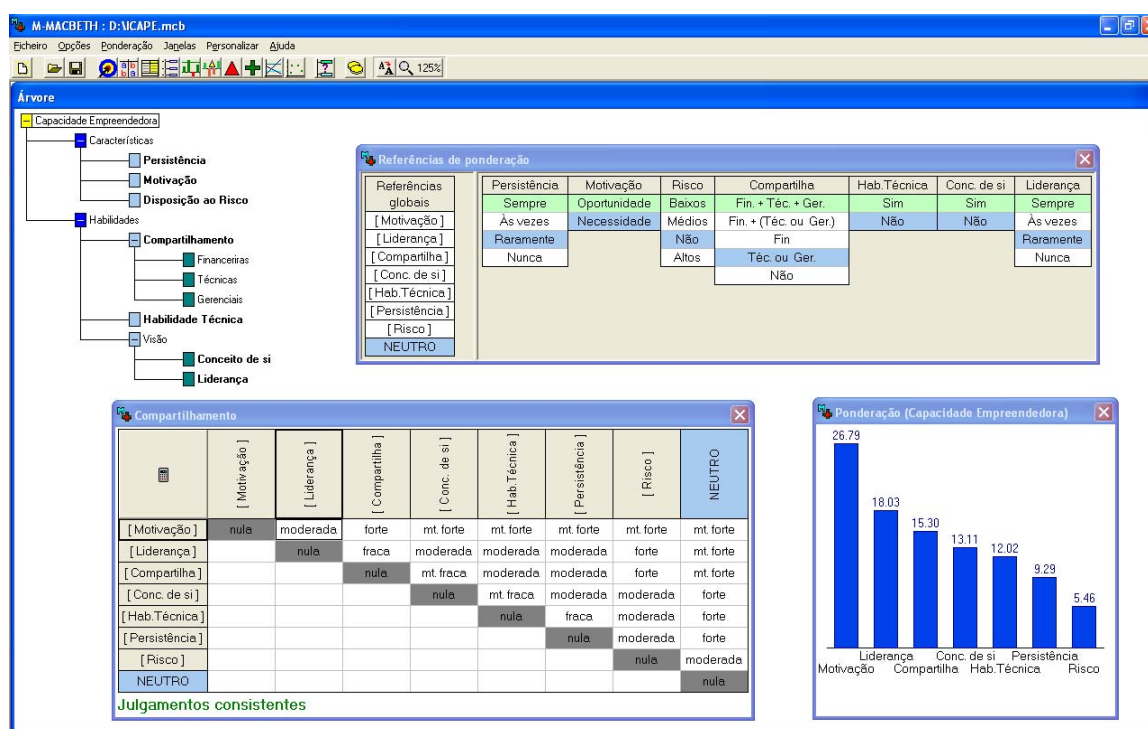 M-MACBETH : D:\ICAPE.mcb
Ficheiro Opções Ponderação Janelas Personalizar Ajuda
125%
Árvore
Capacidade Empreendedora
Características
Persistência
Motivação
Disposição ao Risco
Habilidades
Compartilhamento
Financeiras
Técnicas
Gerenciais
Habilidade Técnica
Visão
Conceito de si
Liderança
Referências de ponderação
Referências globais
[ Motivação ]
[ Liderança ]
[ Compartilha ]
[ Conc. de si ]
[ Hab.Técnica ]
[ Persistência ]
[ Risco ]
NEUTRO
Persistência Motivação Risco Compartilha Hab.Técnica Conc. de si Liderança
Sempre Oportunidade Baixos Fin. + Téc. + Ger. Sim Sim Sempre
Às vezes Necessidade Médios Fin. + (Téc. ou Ger.) Não Não Às vezes
Raramente Não Fin Raramente
Nunca Altos Téc. ou Ger. Nunca
Não
Compartilhamento
[ Motivação ] [ Liderança ] [ Compartilha ] [ Conc. de si ] [ Hab.Técnica ] [ Persistência ] [ Risco ] NEUTRO
[ Motivação ] nula moderada forte mt. forte mt. forte mt. forte mt. forte mt. forte
[ Liderança ] nula fraca moderada moderada moderada forte mt. forte
[ Compartilha ] nula mt. fraca moderada moderada forte mt. forte
[ Conc. de si ] nula mt. fraca moderada moderada forte
[ Hab.Técnica ] nula fraca moderada forte
[ Persistência ] nula moderada forte
[ Risco ] nula moderada
NEUTRO nula
Julgamentos consistentes
Ponderação (Capacidade Empreendedora)
26.79
18.03
15.30
13.11
12.02
9.29
5.46
Liderança Conc. de si Persistência
Motivação Compartilha Hab.Técnica Risco